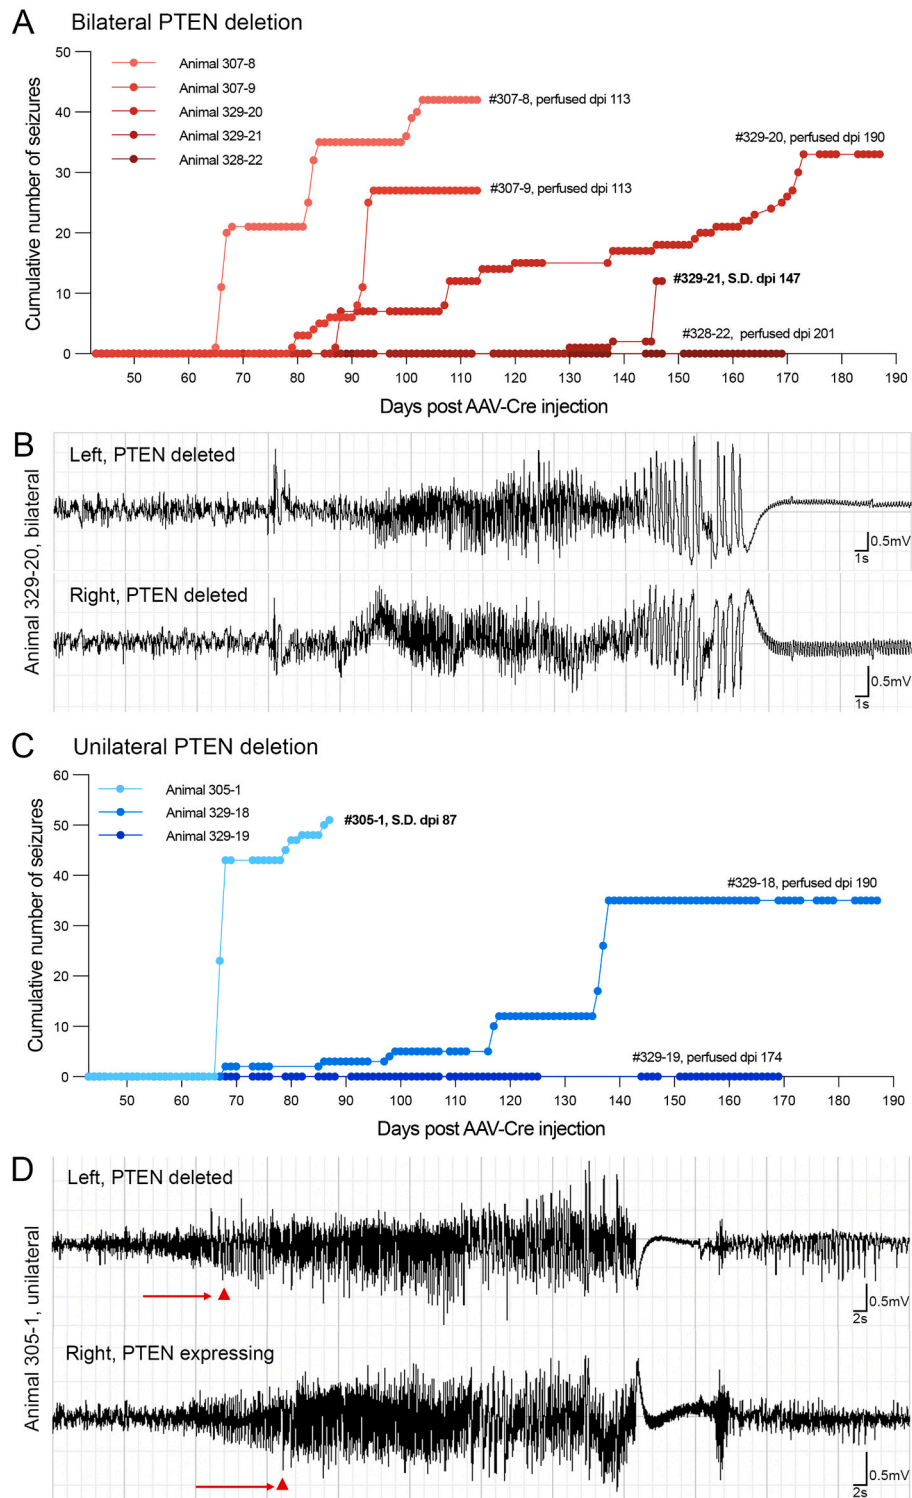 A Bilateral PTEN deletion
50
40
30
20
10
0
Cumulative number of seizures
Animal 307-8
Animal 307-9
Animal 329-20
Animal 329-21
Animal 328-22
#307-8, perfused dpi 113
#329-20, perfused dpi 190
#307-9, perfused dpi 113
#329-21, S.D. dpi 147
#328-22, perfused dpi 201
50 60 70 80 90 100 110 120 130 140 150 160 170 180 190
Days post AAV-Cre injection
B
Animal 329-20, bilateral
Left, PTEN deleted
0.5mV
1s
Right, PTEN deleted
0.5mV
1s
C Unilateral PTEN deletion
60
50
40
30
20
10
0
Cumulative number of seizures
Animal 305-1
Animal 329-18
Animal 329-19
#305-1, S.D. dpi 87
#329-18, perfused dpi 190
#329-19, perfused dpi 174
50 60 70 80 90 100 110 120 130 140 150 160 170 180 190
Days post AAV-Cre injection
D
Animal 305-1, unilateral
Left, PTEN deleted
0.5mV
2s
Right, PTEN expressing
0.5mV
2s